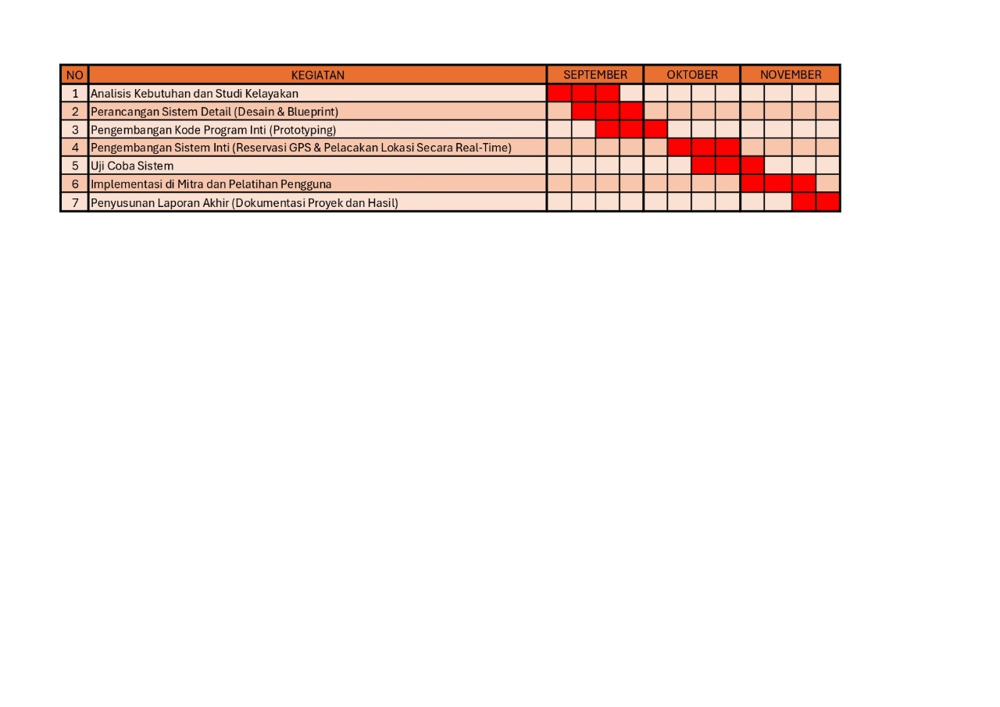 NO KEGIATAN SEPTEMBER OKTOBER NOVEMBER
1 Analisis Kebutuhan dan Studi Kelayakan
2 Perancangan Sistem Detail (Desain & Blueprint)
3 Pengembangan Kode Program Inti (Prototyping)
4 Pengembangan Sistem Inti (Reservasi GPS & Pelacakan Lokasi Secara Real-Time)
5 Uji Coba Sistem
6 Implementasi di Mitra dan Pelatihan Pengguna
7 Penyusunan Laporan Akhir (Dokumentasi Proyek dan Hasil)